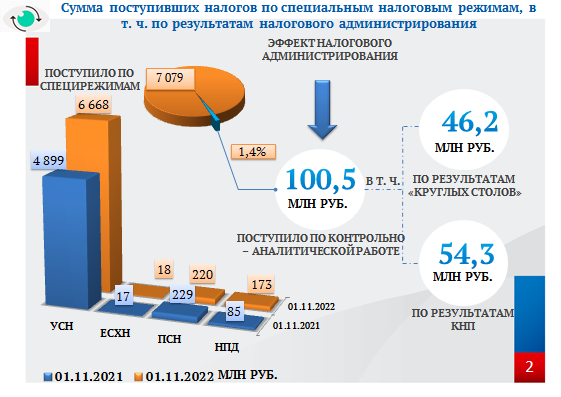 Сумма поступивших налогов по специальным налоговым режимам, в
т. ч. по результатам налогового администрирования
ПОСТУПИЛО ПО
СПЕЦРЕЖИМАМ
7 079
ЭФФЕКТ НАЛОГОВОГО
АДМИНИСТРИРОВАНИЯ
6 668
4 899
1,4%
100,5
МЛН РУБ.
В Т. Ч.
46,2
МЛН РУБ.
ПО РЕЗУЛЬТАТАМ
«КРУГЛЫХ СТОЛОВ»
ПОСТУПИЛО ПО КОНТРОЛЬНО
– АНАЛИТИЧЕСКОЙ РАБОТЕ
54,3
МЛН РУБ.
ПО РЕЗУЛЬТАТАМ
КНП
18
220
173
17
229
85
01.11.2022
01.11.2021
УСН
ЕСХН
ПСН
НПД
01.11.2021 01.11.2022 МЛН РУБ.
2